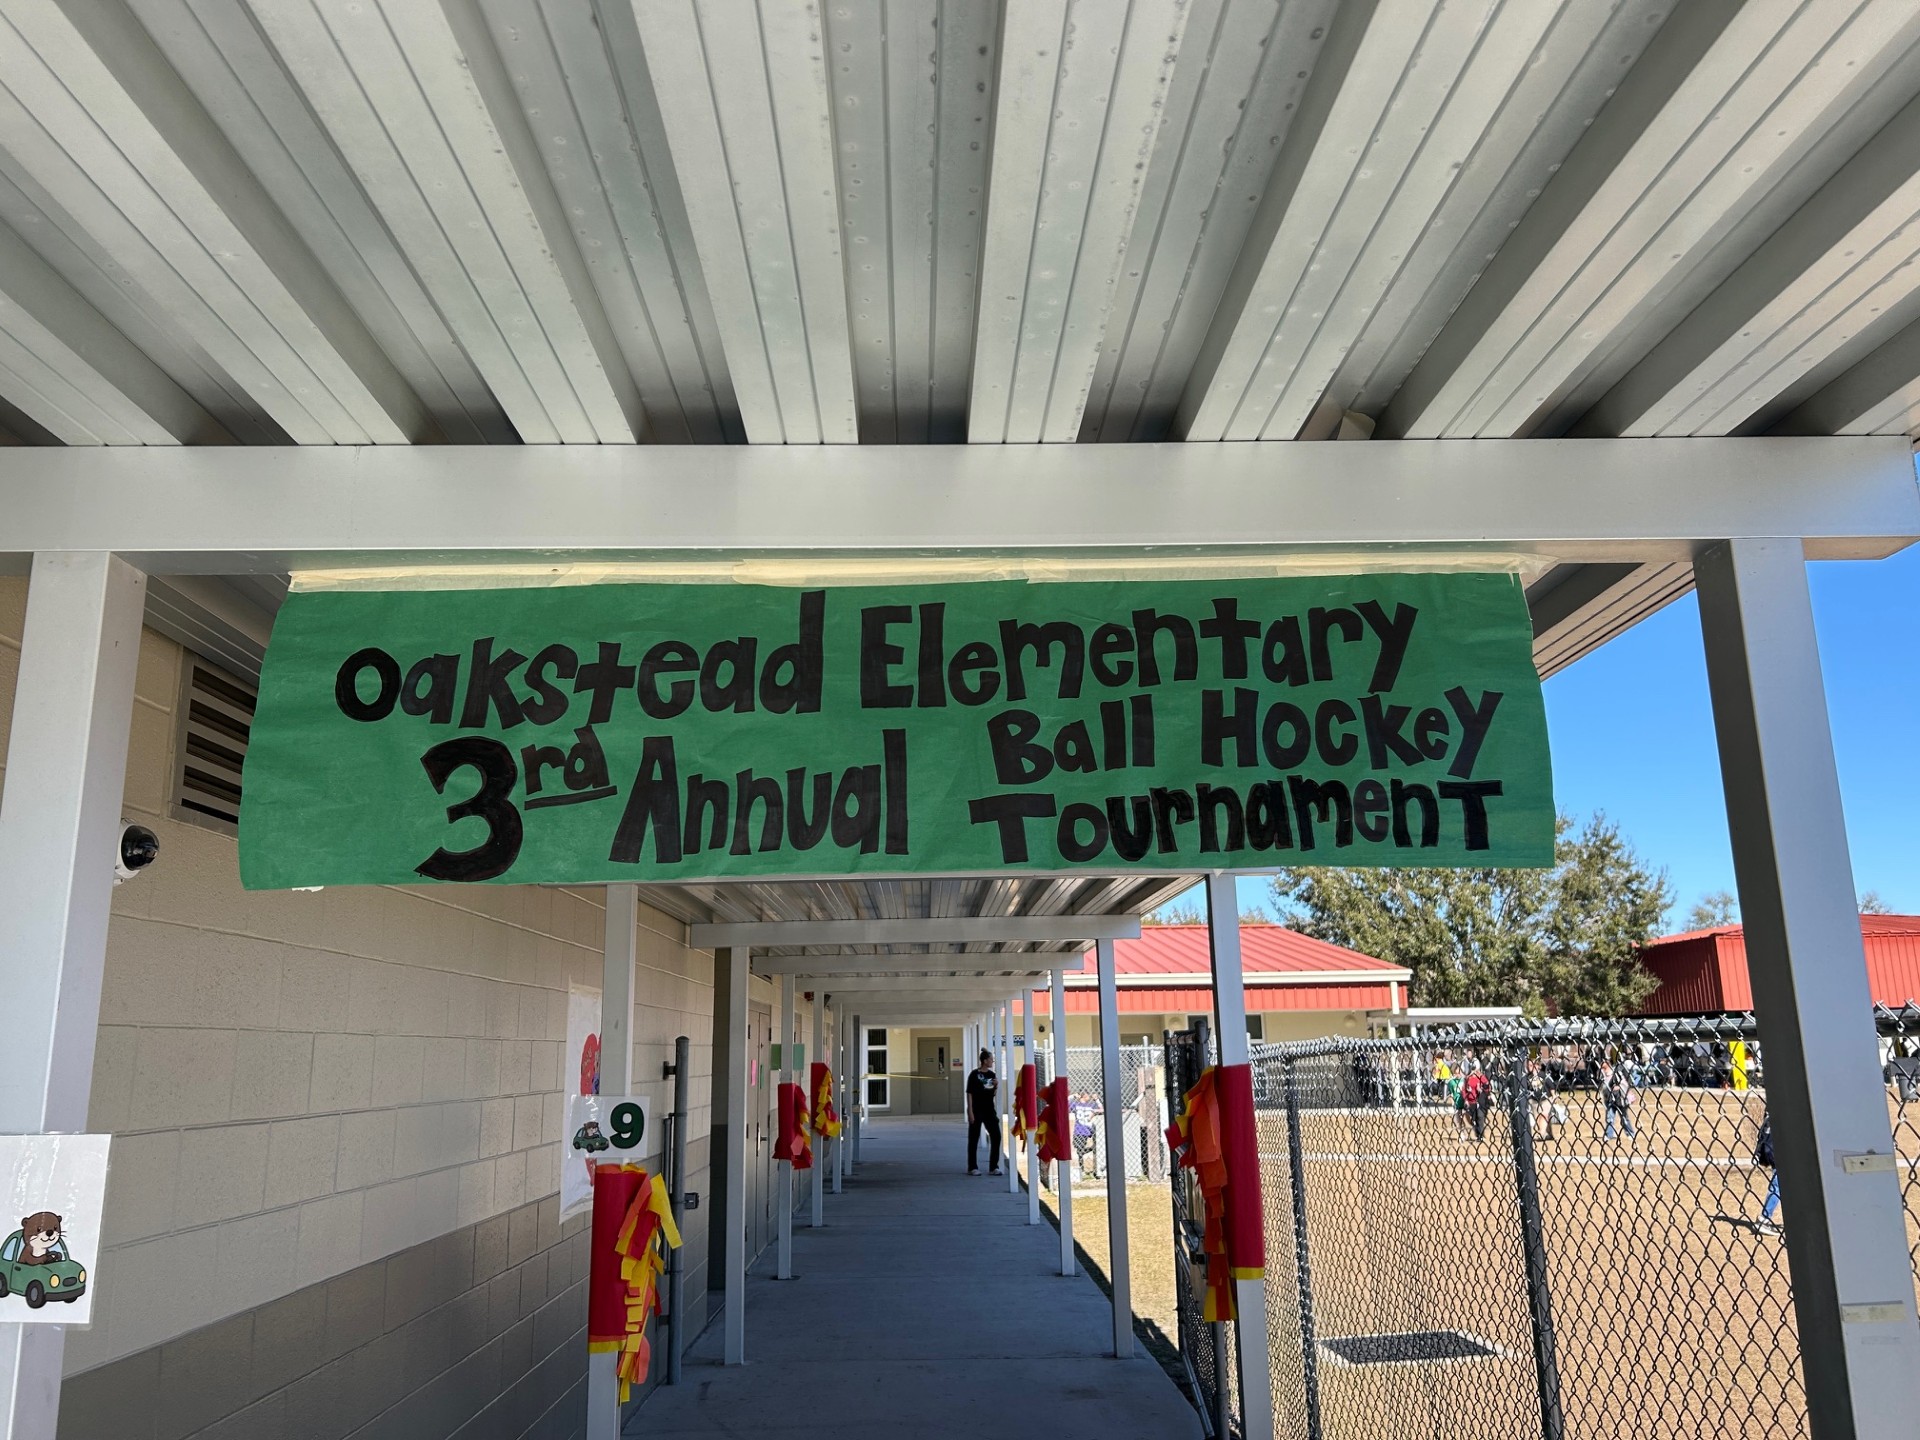 Oakstead Elementary
3rd Annual Ball Hockey
Tournament
9